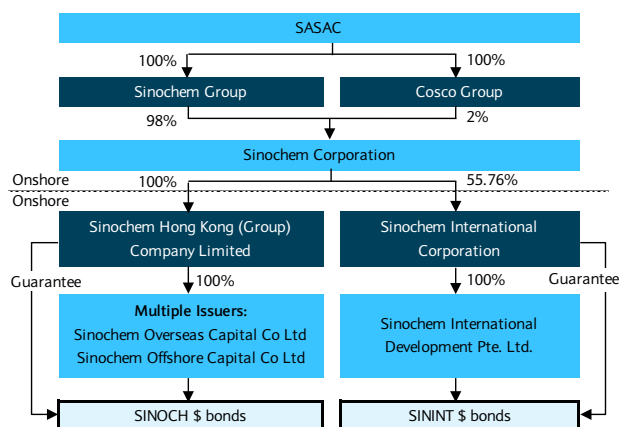 SASAC
100%
100%
Sinochem Group
Cosco Group
98%
2%
Sinochem Corporation
Onshore
100%
55.76%
Onshore
Sinochem Hong Kong (Group)
Company Limited
Sinochem International
Corporation
Guarantee
100%
100%
Guarantee
Multiple Issuers:
Sinochem Overseas Capital Co Ltd
Sinochem Offshore Capital Co Ltd
Sinochem International
Development Pte. Ltd.
SINOCH $ bonds
SININT $ bonds